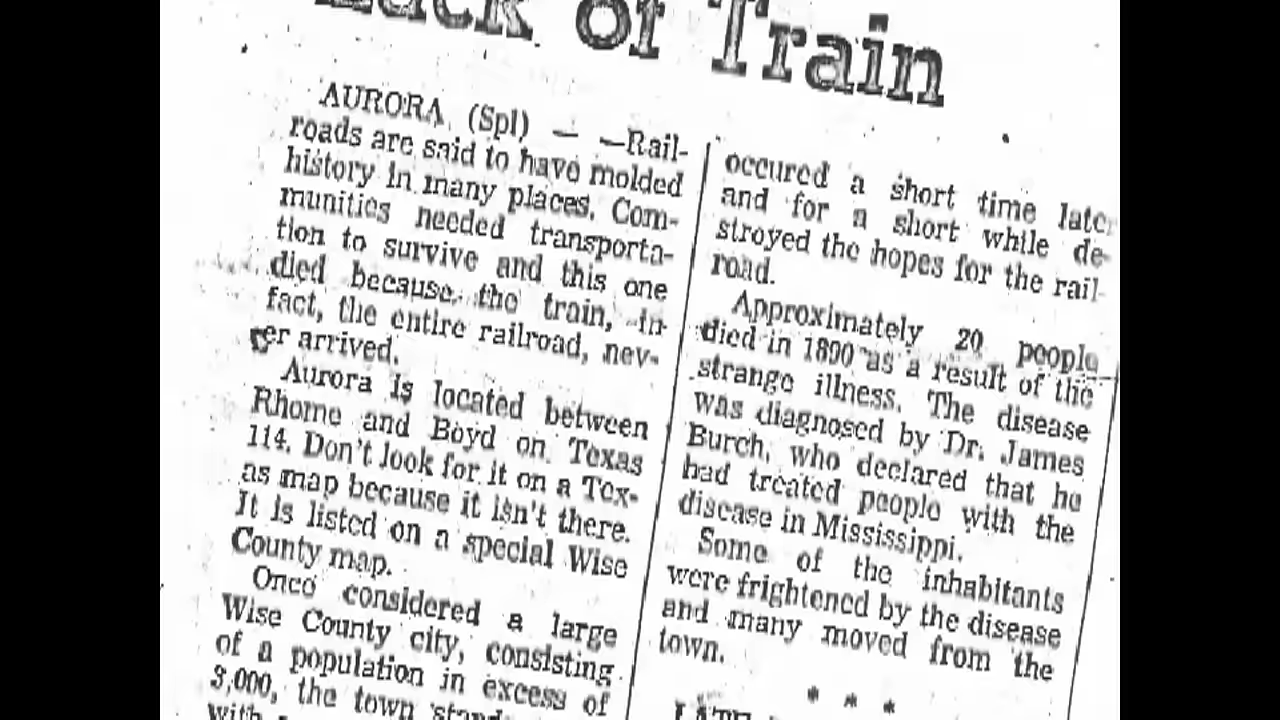 Lack of Train
AURORA (Spl) — —Rail-
roads are said to have molded
history in many places. Com-
munities needed transporta-
tion to survive and this one
died because the train, in
fact, the entire railroad, nev-
er arrived.
Aurora is located between
Rhome and Boyd on Texas
114. Don't look for it on a Tex-
as map because it isn't there.
It is listed on a special Wise
County map.
Once considered a large
Wise County city, consisting
of a population in excess of
3,000, the town
with
occured a short time later
and for a short while de-
stroyed the hopes for the rail-
road.
Approximately 20 people
died in 1890 as a result of the
strange illness. The disease
was diagnosed by Dr. James
Burch, who declared that he
had treated people with the
disease in Mississippi.
Some of the inhabitants
were frightened by the disease
and many moved from the
town.
* * *